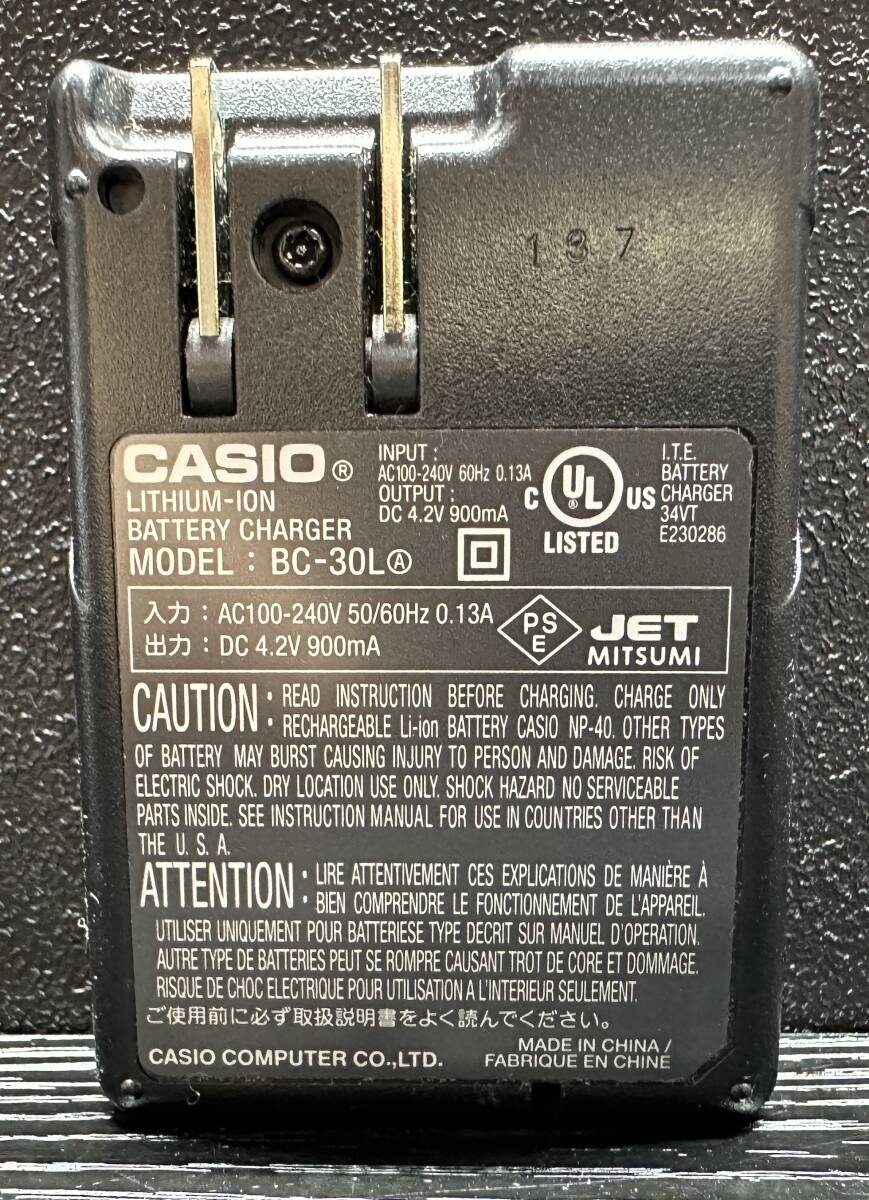 137
CASIO®
LITHIUM-ION
BATTERY CHARGER
MODEL : BC-30LⒶ
INPUT :
AC100-240V 60Hz 0.13A
OUTPUT :
DC 4.2V 900mA
C UL® US
LISTED
I.T.E.
BATTERY
CHARGER
34VT
E230286
入力 : AC100-240V 50/60Hz 0.13A
出力 : DC 4.2V 900mA
PS
E
JET
MITSUMI
CAUTION : READ INSTRUCTION BEFORE CHARGING. CHARGE ONLY
RECHARGEABLE Li-ion BATTERY CASIO NP-40. OTHER TYPES
OF BATTERY MAY BURST CAUSING INJURY TO PERSON AND DAMAGE. RISK OF
ELECTRIC SHOCK. DRY LOCATION USE ONLY. SHOCK HAZARD NO SERVICEABLE
PARTS INSIDE. SEE INSTRUCTION MANUAL FOR USE IN COUNTRIES OTHER THAN
THE U. S. A.
ATTENTION : LIRE ATTENTIVEMENT CES EXPLICATIONS DE MANIÈRE À
BIEN COMPRENDRE LE FONCTIONNEMENT DE L'APPAREIL.
UTILISER UNIQUEMENT POUR BATTERIESE TYPE DECRIT SUR MANUEL D'OPERATION.
AUTRE TYPE DE BATTERIES PEUT SE ROMPRE CAUSANT TROT DE CORE ET DOMMAGE.
RISQUE DE CHOC ELECTRIQUE POUR UTILISATION A L'INTERIEUR SEULEMENT.
ご使用前に必ず取扱説明書をよく読んでください。
CASIO COMPUTER CO.,LTD.
MADE IN CHINA /
FABRIQUE EN CHINE